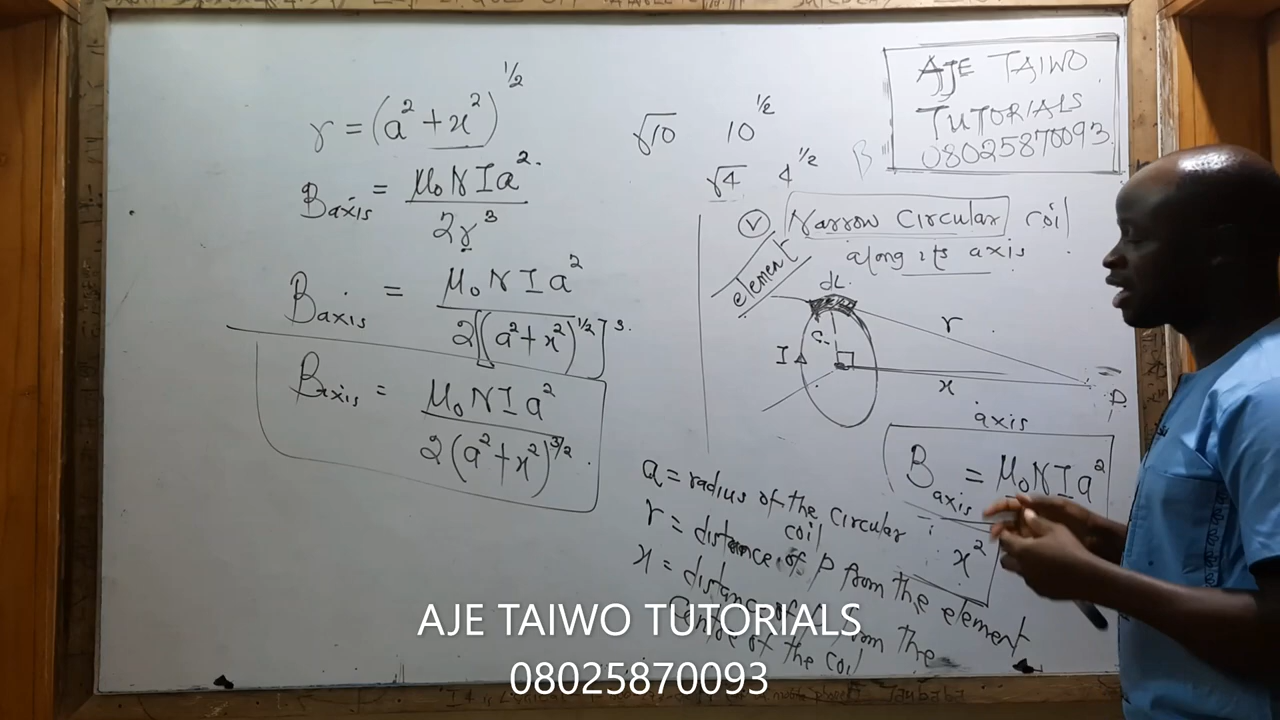 r = (a² + x²)^1/2
B_axis = μ₀NIa² / 2r³
B_axis = μ₀NIa² / 2[(a² + x²)^1/2]³
B_axis = μ₀NIa² / 2(a² + x²)^3/2
√10 10^1/2
√4 4^1/2
AJE TAIWO
TUTORIALS
08025870093
B
(V) Narrow Circular coil
along its axis
element
dL
r
I
x
P
axis
a = radius of the circular
coil
r = distance of P from the element
x = distance of P from the
Centre of the coil
B_axis = μ₀NIa²
x²
AJE TAIWO TUTORIALS
08025870093